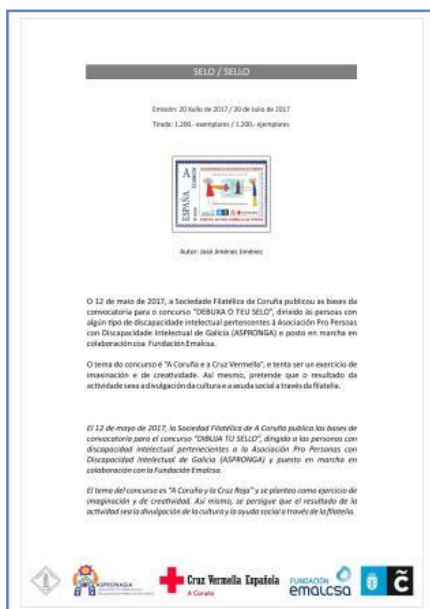 SELO / SELLO
Emisión: 20 Xullo de 2017 / 20 de Julio de 2017
Tirada: 1.200,- exemplares / 1.200,- ejemplares
ESPAÑA
A
Autor: José Jiménez Jiménez
O 12 de maio de 2017, a Sociedade Filatélica da Coruña publicou as bases da
convocatoria para o concurso "DEBUXA O TEU SELO", dirixido ás persoas con
algún tipo de discapacidade intelectual pertencentes á Asociación Pro Persoas
con Discapacidade Intelectual de Galicia (ASPRONGA) e posto en marcha en
colaboración coa Fundación Emalcsa.
O tema do concurso é "A Coruña e a Cruz Vermella", e tenta ser un exercicio de
imaxinación e de creatividade. Así mesmo, pretende que o resultado da
actividade sexa a divulgación da cultura e a axuda social a través da filatelia.
El 12 de mayo de 2017, la Sociedad Filatélica de A Coruña publica las bases de
convocatoria para el concurso "DIBUJA TU SELLO", dirigido a las personas con
discapacidad intelectual pertenecientes a la Asociación Pro Personas con
Discapacidad Intelectual de Galicia (ASPRONGA) y puesto en marcha en
colaboración con la Fundación Emalcsa.
El tema del concurso es "A Coruña y la Cruz Roja" y se plantea como ejercicio de
imaginación y de creatividad. Así mismo, se persigue que el resultado de la
actividad sea la divulgación de la cultura y la ayuda social a través de la filatelia.
ASPRONAGA
Cruz Vermella Española
A Coruña
FUNDACIÓN
emalcsa